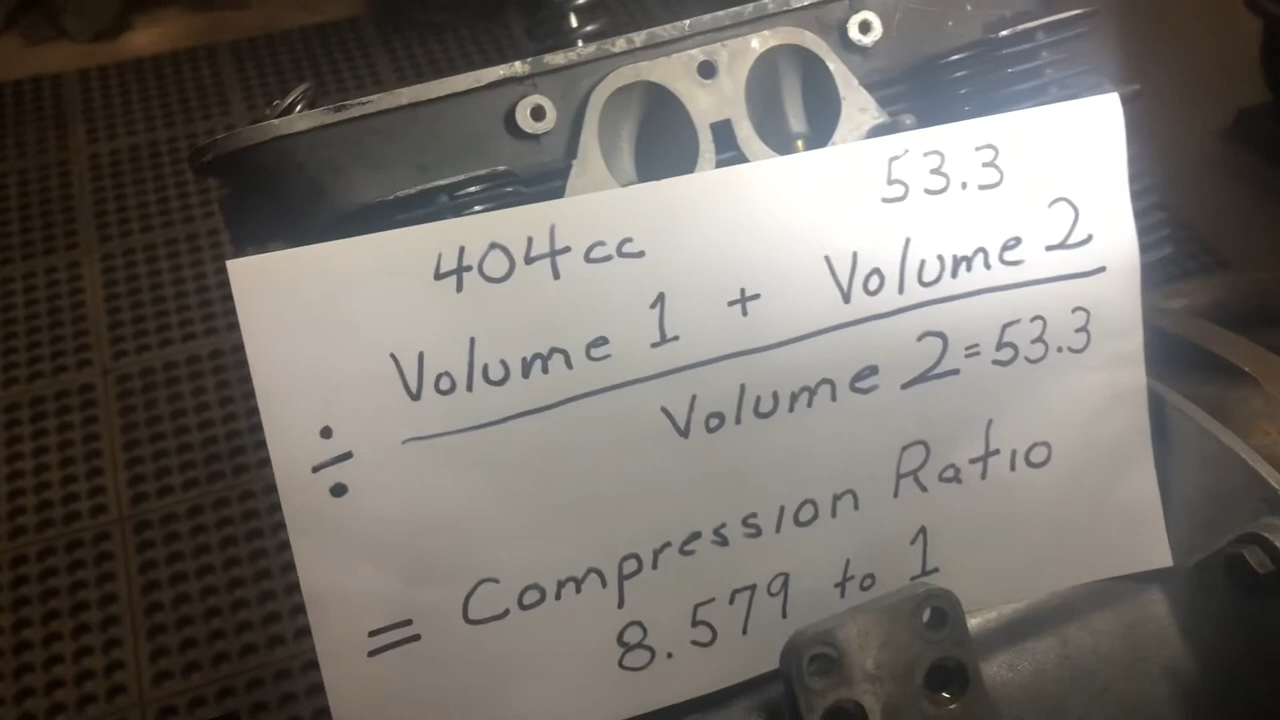 404cc 53.3
Volume 1 + Volume 2
÷ Volume 2=53.3
= Compression Ratio
8.579 to 1